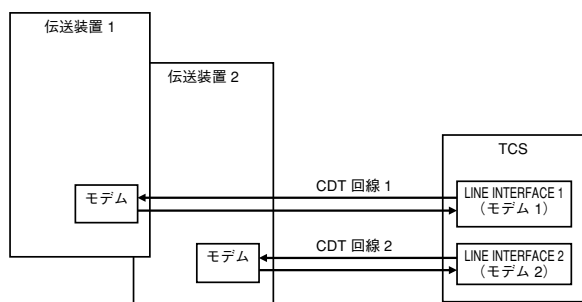 伝送装置 1
伝送装置 2
TCS
モデム
CDT 回線 1
LINE INTERFACE 1
（モデム 1）
モデム
CDT 回線 2
LINE INTERFACE 2
（モデム 2）